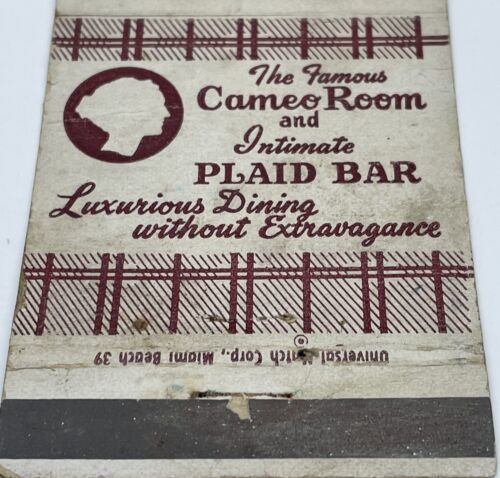 The Famous
Cameo Room
and
Intimate
PLAID BAR
Luxurious Dining
without Extravagance
Universal Match Corp., Miami Beach 39